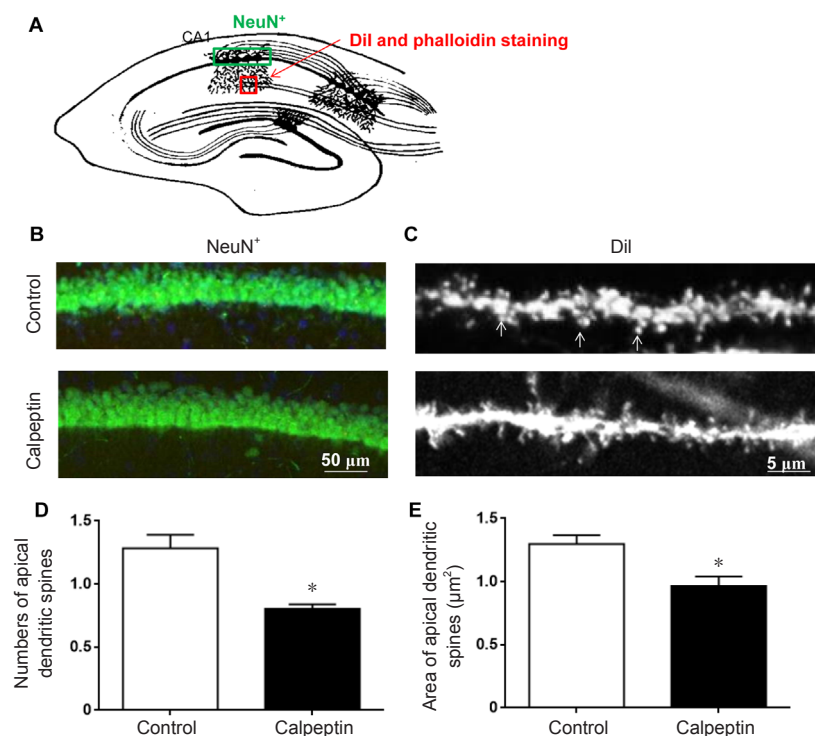 A
NeuN⁺
CA1
DiI and phalloidin staining
B
NeuN⁺
C
DiI
Control
Calpeptin
50 µm
5 µm
D
Numbers of apical
dendritic spines
1.5
1.0
0.5
0
*
Control
Calpeptin
E
Area of apical dendritic
spines (µm²)
1.5
1.0
0.5
0
*
Control
Calpeptin